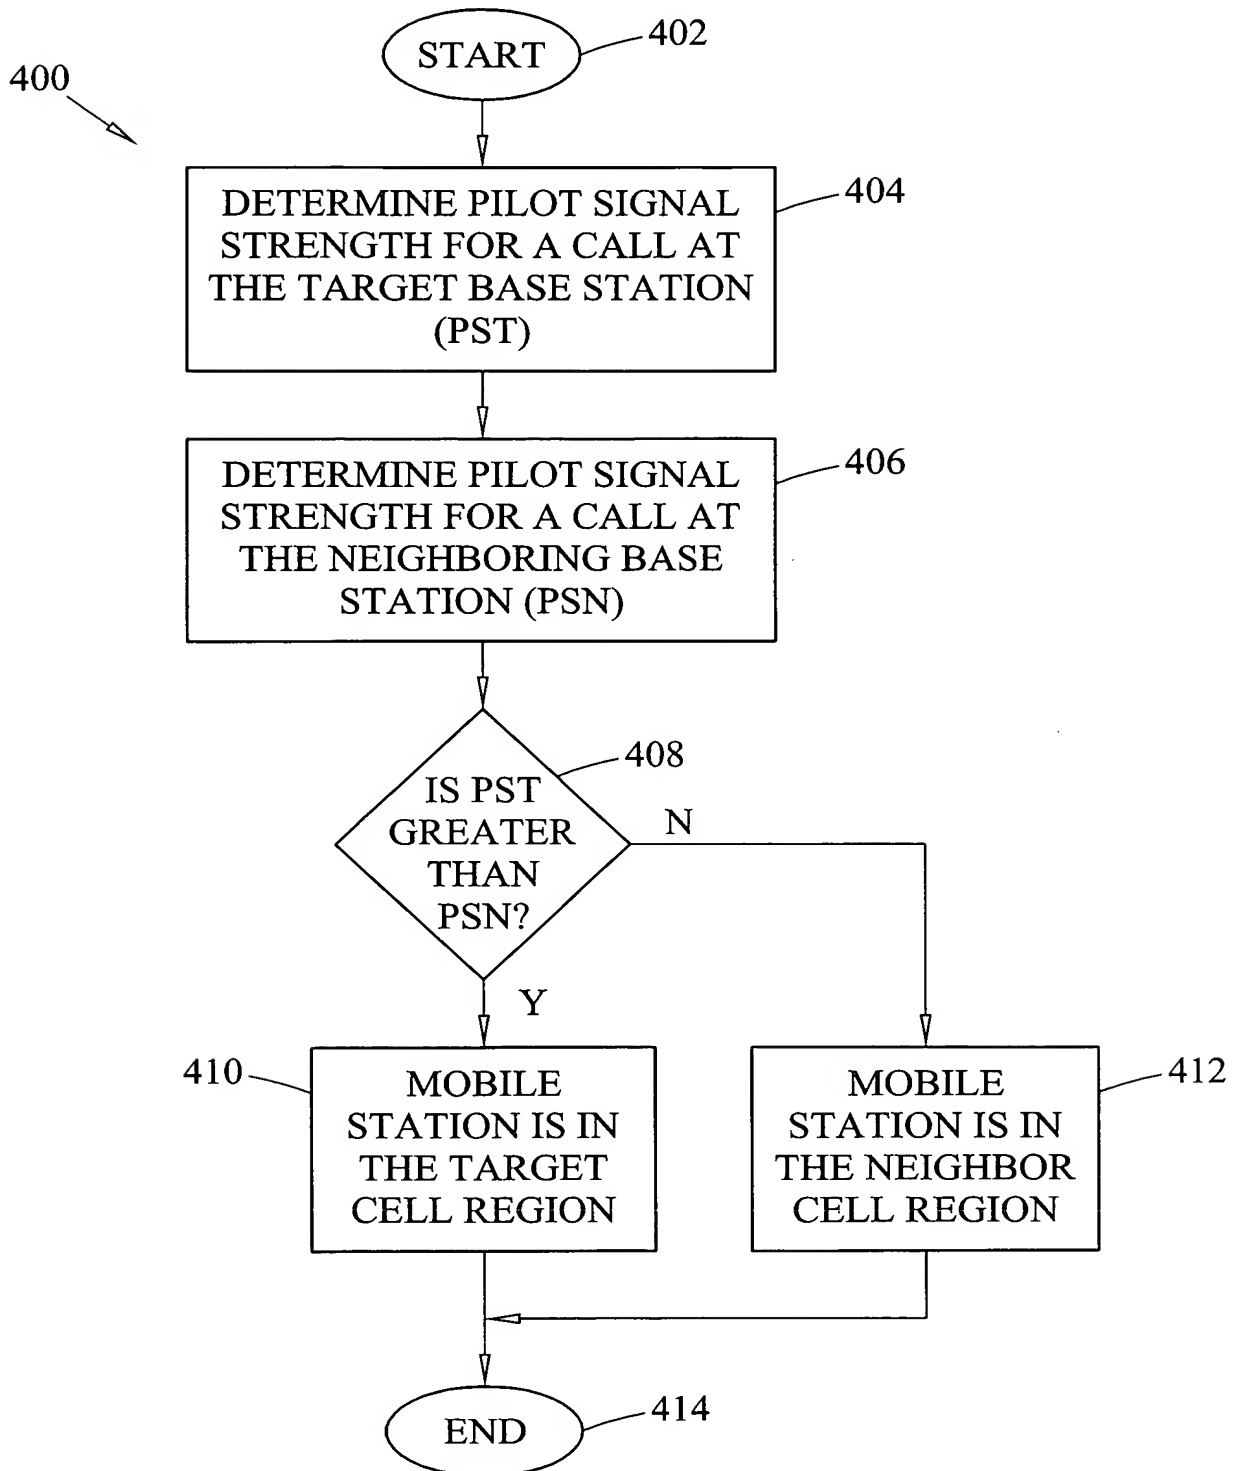 START
402
400
DETERMINE PILOT SIGNAL
STRENGTH FOR A CALL AT
THE TARGET BASE STATION
(PST)
404
DETERMINE PILOT SIGNAL
STRENGTH FOR A CALL AT
THE NEIGHBORING BASE
STATION (PSN)
406
IS PST
GREATER
THAN
PSN?
408
N
Y
410
MOBILE
STATION IS IN
THE TARGET
CELL REGION
MOBILE
STATION IS IN
THE NEIGHBOR
CELL REGION
412
END
414